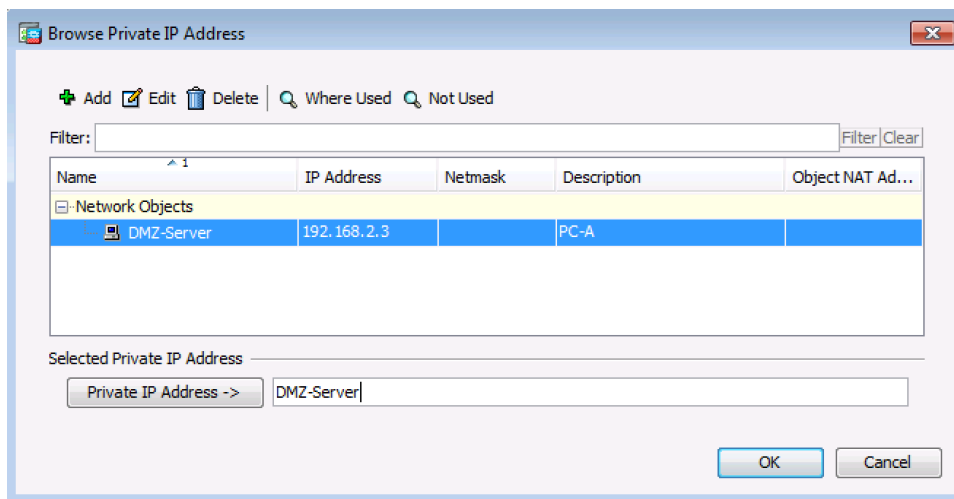 Browse Private IP Address
Add Edit Delete Where Used Not Used
Filter: Filter Clear
1
Name IP Address Netmask Description Object NAT Ad...
Network Objects
DMZ-Server 192.168.2.3 PC-A
Selected Private IP Address
Private IP Address -> DMZ-Server
OK Cancel